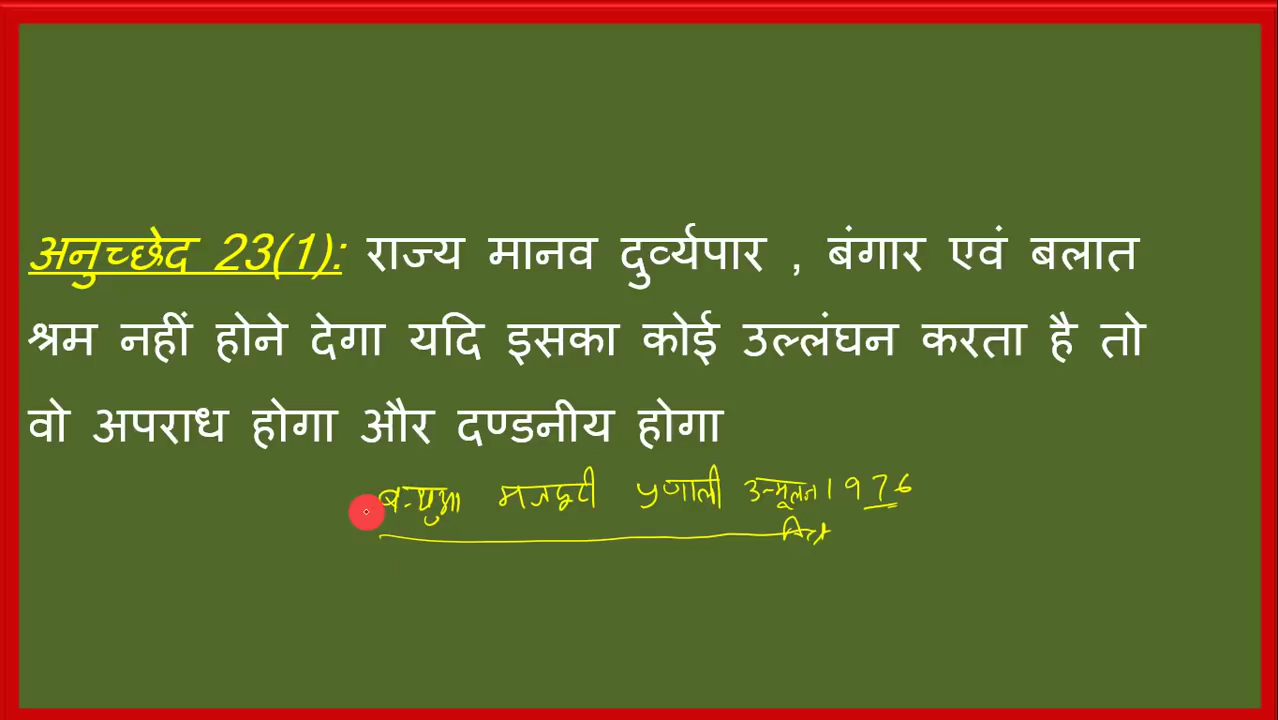 अनुच्छेद 23(1): राज्य मानव दुर्व्यपार , बंगार एवं बलात
श्रम नहीं होने देगा यदि इसका कोई उल्लंघन करता है तो
वो अपराध होगा और दण्डनीय होगा
बन्धुआ मजदूरी प्रणाली उन्मूलन 1976